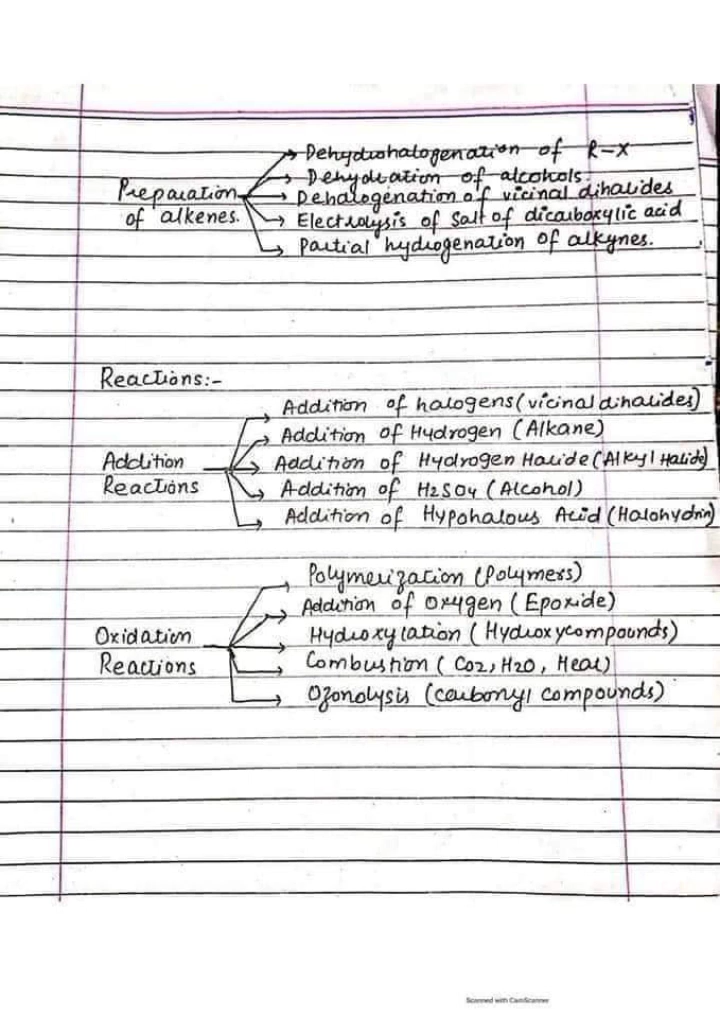 Dehydrohalogenation of R-X
Dehydration of alcohols
Preparation of alkenes.
Dehalogenation of vicinal dihalides
Electrolysis of Salt of dicarboxylic acid
Partial hydrogenation of alkynes.
Reactions:-
Addition of halogens (vicinal dihalides)
Addition of Hydrogen (Alkane)
Addition Reactions
Addition of Hydrogen Halide (Alkyl Halide)
Addition of H2SO4 (Alcohol)
Addition of Hypohalous Acid (Halohydrin)
Polymerization (Polymers)
Addition of Oxygen (Epoxide)
Oxidation Reactions
Hydroxylation (Hydroxycompounds)
Combustion (CO2, H2O, Heat)
Ozonolysis (carbonyl compounds)
Scanned with CamScanner